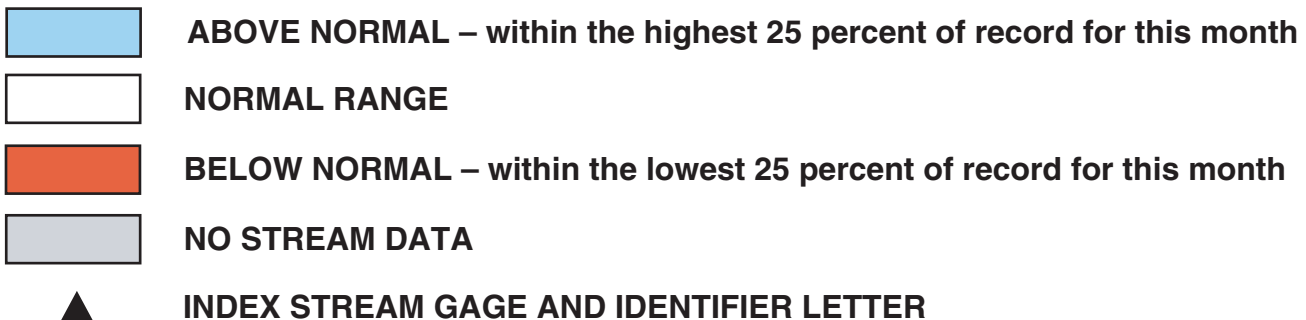 ABOVE NORMAL – within the highest 25 percent of record for this month
NORMAL RANGE
BELOW NORMAL – within the lowest 25 percent of record for this month
NO STREAM DATA
INDEX STREAM GAGE AND IDENTIFIER LETTER